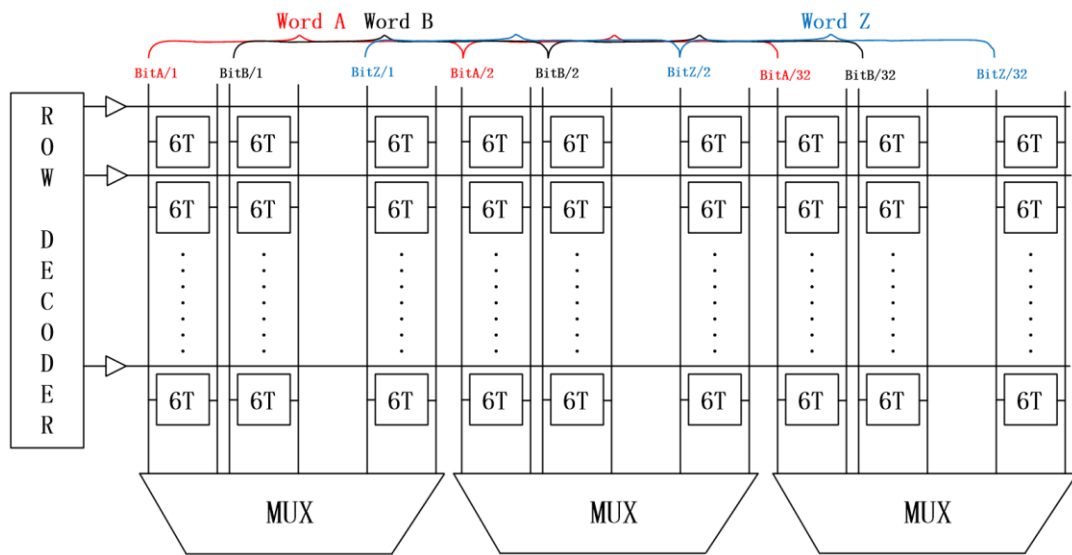 Word A Word B Word Z
BitA/1 BitB/1 BitZ/1 BitA/2 BitB/2 BitZ/2 BitA/32 BitB/32 BitZ/32
ROW DECODER
6T 6T 6T 6T 6T 6T 6T 6T 6T
6T 6T 6T 6T 6T 6T 6T 6T 6T
6T 6T 6T 6T 6T 6T 6T 6T 6T
MUX MUX MUX